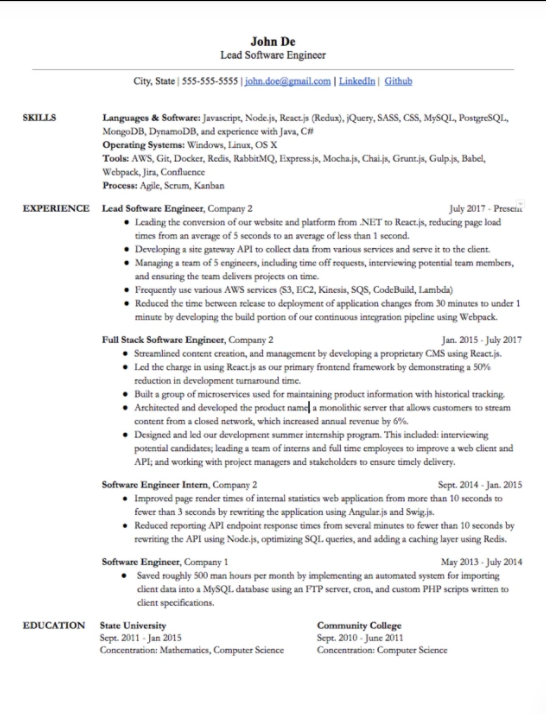 John De
Lead Software Engineer
City, State | 555-555-5555 | john.doe@gmail.com | LinkedIn | Github
SKILLS
Languages & Software: Javascript, Node.js, React.js (Redux), jQuery, SASS, CSS, MySQL, PostgreSQL,
MongoDB, DynamoDB, and experience with Java, C#
Operating Systems: Windows, Linux, OS X
Tools: AWS, Git, Docker, Redis, RabbitMQ, Express.js, Mocha.js, Chai.js, Grunt.js, Gulp.js, Babel,
Webpack, Jira, Confluence
Process: Agile, Scrum, Kanban
EXPERIENCE
Lead Software Engineer, Company 2 July 2017 - Present
● Leading the conversion of our website and platform from .NET to React.js, reducing page load
times from an average of 5 seconds to an average of less than 1 second.
● Developing a site gateway API to collect data from various services and serve it to the client.
● Managing a team of 5 engineers, including time off requests, interviewing potential team members,
and ensuring the team delivers projects on time.
● Frequently use various AWS services (S3, EC2, Kinesis, SQS, CodeBuild, Lambda)
● Reduced the time between release to deployment of application changes from 30 minutes to under 1
minute by developing the build portion of our continuous integration pipeline using Webpack.
Full Stack Software Engineer, Company 2 Jan. 2015 - July 2017
● Streamlined content creation, and management by developing a proprietary CMS using React.js.
● Led the charge in using React.js as our primary frontend framework by demonstrating a 50%
reduction in development turnaround time.
● Built a group of microservices used for maintaining product information with historical tracking.
● Architected and developed the product name a monolithic server that allows customers to stream
content from a closed network, which increased annual revenue by 6%.
● Designed and led our development summer internship program. This included: interviewing
potential candidates; leading a team of interns and full time employees to improve a web client and
API; and working with project managers and stakeholders to ensure timely delivery.
Software Engineer Intern, Company 2 Sept. 2014 - Jan. 2015
● Improved page render times of internal statistics web application from more than 10 seconds to
fewer than 3 seconds by rewriting the application using Angular.js and Swig.js.
● Reduced reporting API endpoint response times from several minutes to fewer than 10 seconds by
rewriting the API using Node.js, optimizing SQL queries, and adding a caching layer using Redis.
Software Engineer, Company 1 May 2013 - July 2014
● Saved roughly 500 man hours per month by implementing an automated system for importing
client data into a MySQL database using an FTP server, cron, and custom PHP scripts written to
client specifications.
EDUCATION
State University
Sept. 2011 - Jan 2015
Concentration: Mathematics, Computer Science
Community College
Sept. 2010 - June 2011
Concentration: Computer Science